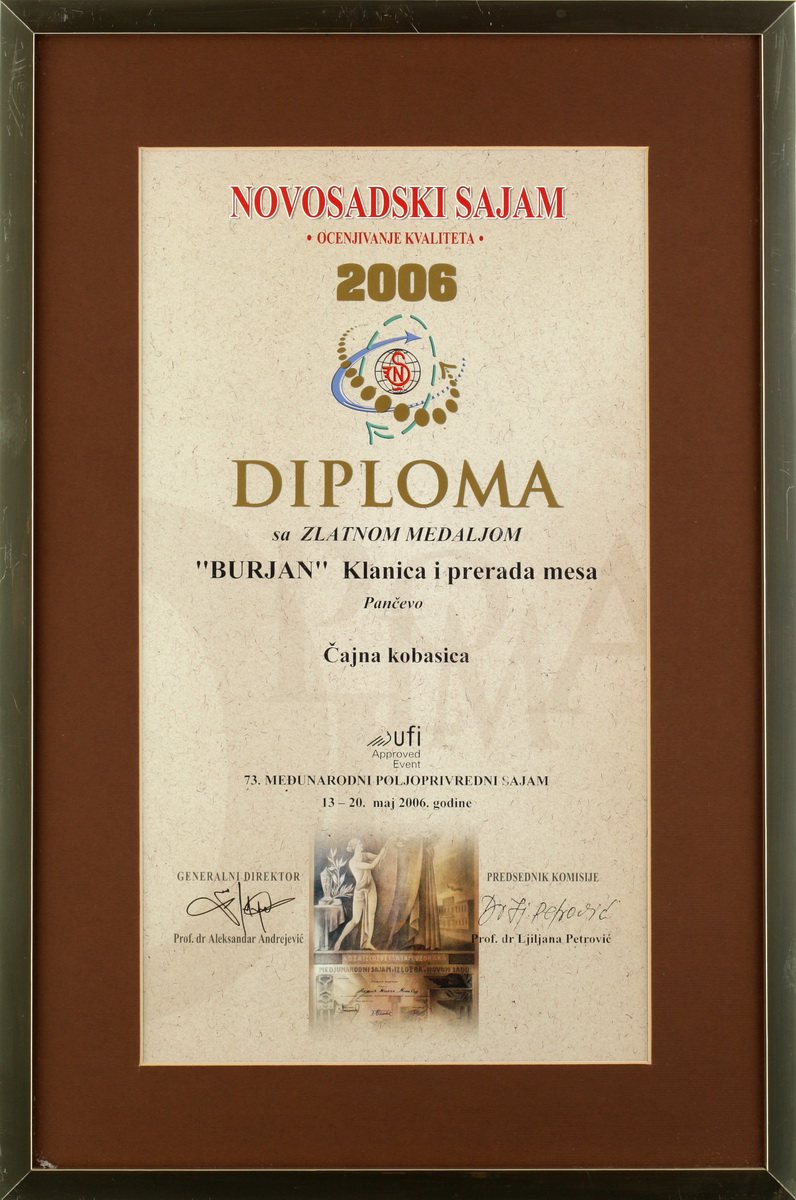 NOVOSADSKI SAJAM
• OCENJIVANJE KVALITETA •
2006
DIPLOMA
sa ZLATNOM MEDALJOM
"BURJAN" Klanica i prerada mesa
Pančevo
Čajna kobasica
ufi
Approved
Event
73. MEĐUNARODNI POLJOPRIVREDNI SAJAM
13 – 20. maj 2006. godine
GENERALNI DIREKTOR
Prof. dr Aleksandar Andrejević
PREDSEDNIK KOMISIJE
Prof. dr Ljiljana Petrović